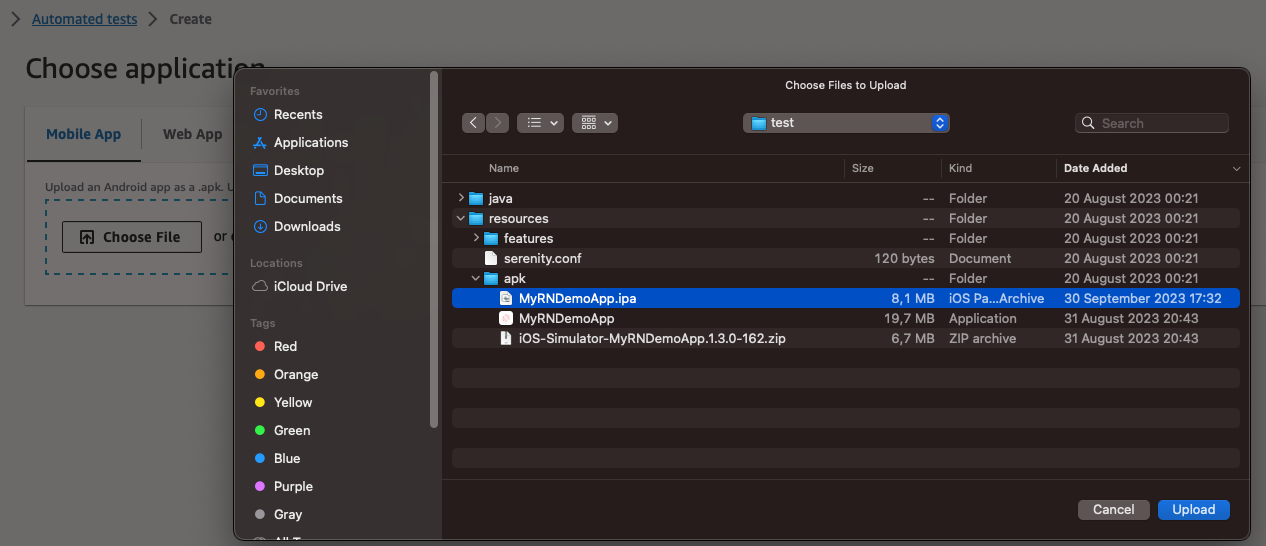 Automated tests
Create
Choose application
Mobile App
Web App
Upload an Android app as a .apk. U
Choose File
or
Favorites
Recents
Applications
Desktop
Documents
Downloads
Locations
iCloud Drive
Tags
Red
Orange
Yellow
Green
Blue
Purple
Gray
Choose Files to Upload
test
Search
Name Size Kind Date Added
java -- Folder 20 August 2023 00:21
resources -- Folder 20 August 2023 00:21
features -- Folder 20 August 2023 00:21
serenity.conf 120 bytes Document 20 August 2023 00:21
apk -- Folder 20 August 2023 00:21
MyRNDemoApp.ipa 8,1 MB iOS Pa...Archive 30 September 2023 17:32
MyRNDemoApp 19,7 MB Application 31 August 2023 20:43
iOS-Simulator-MyRNDemoApp.1.3.0-162.zip 6,7 MB ZIP archive 31 August 2023 20:43
Cancel
Upload